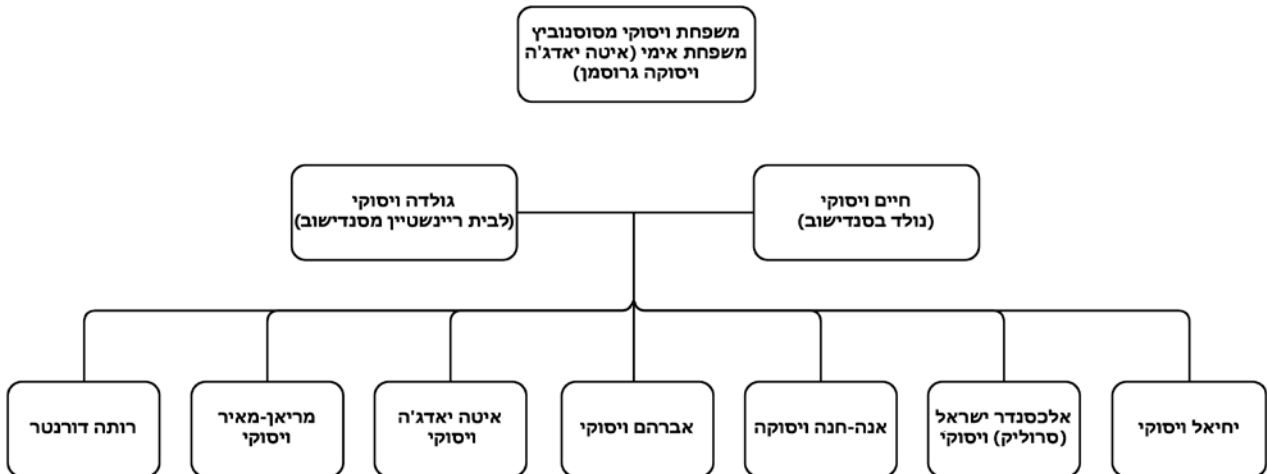 משפחת ויסוקי מסוסנוביץ
משפחת אימי (איטה יאדג'ה
ויסוקה גרוסמן)
חיים ויסוקי
(נולד בסנדישוב)
גולדה ויסוקי
(לבית ריינשטיין מסנדישוב)
יחיאל ויסוקי
אלכסנדר ישראל
(סרוליק) ויסוקי
אנה-חנה ויסוקה
אברהם ויסוקי
איטה יאדג'ה
ויסוקי
מריאן-מאיר
ויסוקי
רותה דורנטר